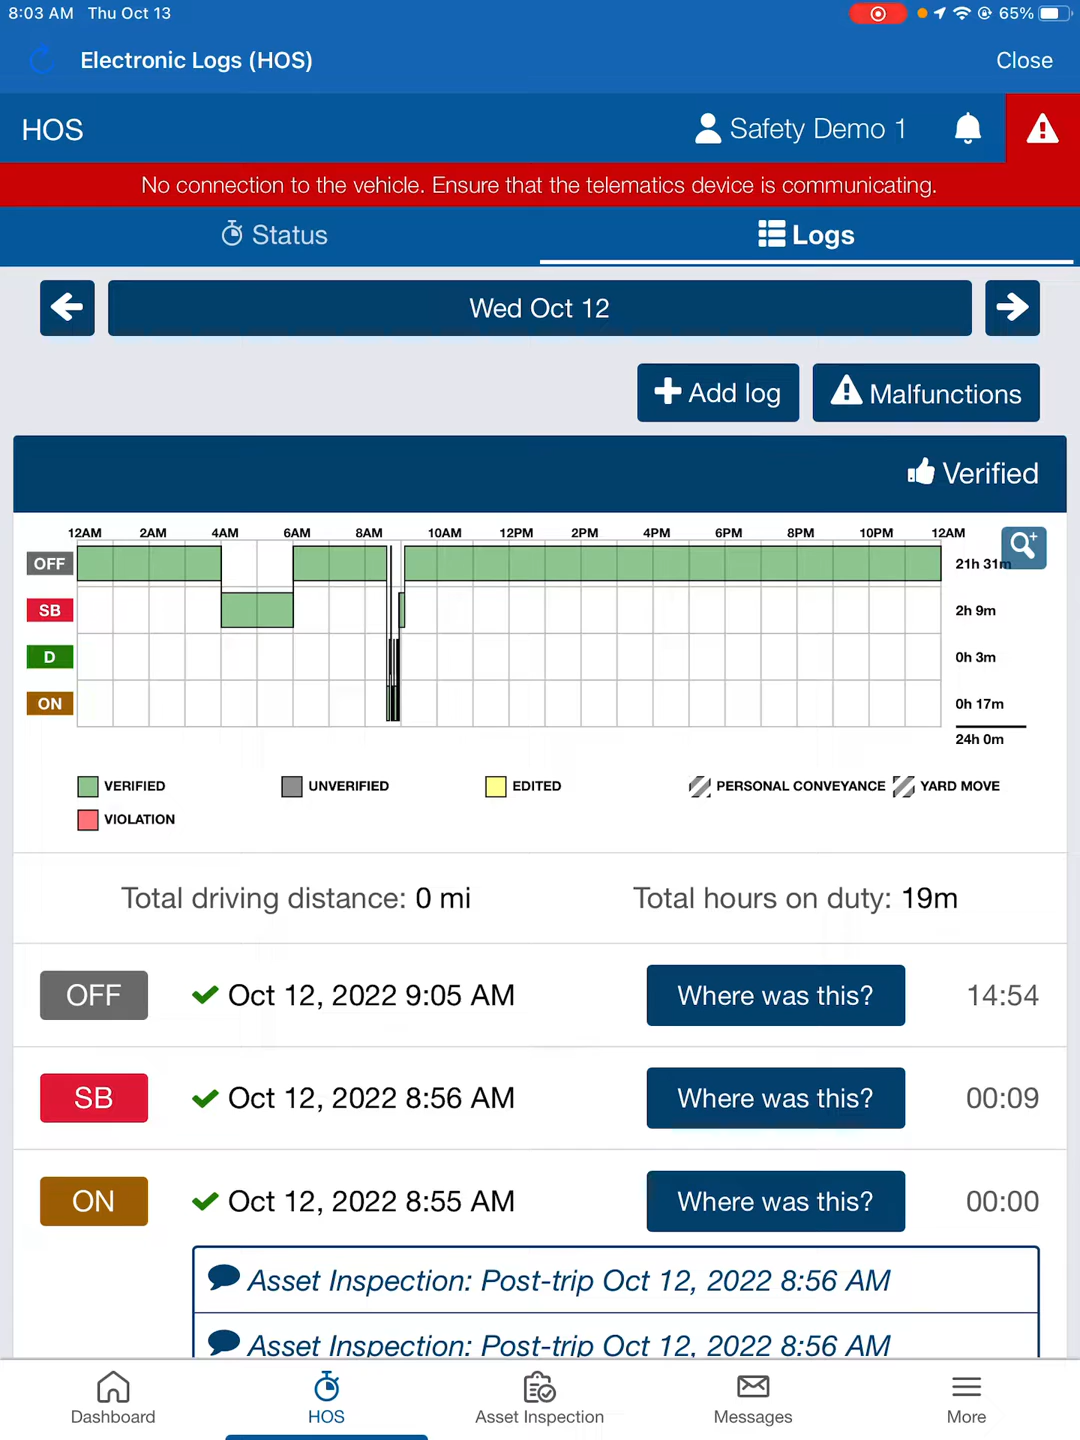 8:03 AM Thu Oct 13 65%
Electronic Logs (HOS) Close
HOS Safety Demo 1
No connection to the vehicle. Ensure that the telematics device is communicating.
Status Logs
Wed Oct 12
Add log Malfunctions
Verified
12AM 2AM 4AM 6AM 8AM 10AM 12PM 2PM 4PM 6PM 8PM 10PM 12AM
OFF 21h 31m
SB 2h 9m
D 0h 3m
ON 0h 17m
24h 0m
VERIFIED UNVERIFIED EDITED PERSONAL CONVEYANCE YARD MOVE
VIOLATION
Total driving distance: 0 mi Total hours on duty: 19m
OFF Oct 12, 2022 9:05 AM Where was this? 14:54
SB Oct 12, 2022 8:56 AM Where was this? 00:09
ON Oct 12, 2022 8:55 AM Where was this? 00:00
Asset Inspection: Post-trip Oct 12, 2022 8:56 AM
Asset Inspection: Post-trip Oct 12, 2022 8:56 AM
Dashboard HOS Asset Inspection Messages More